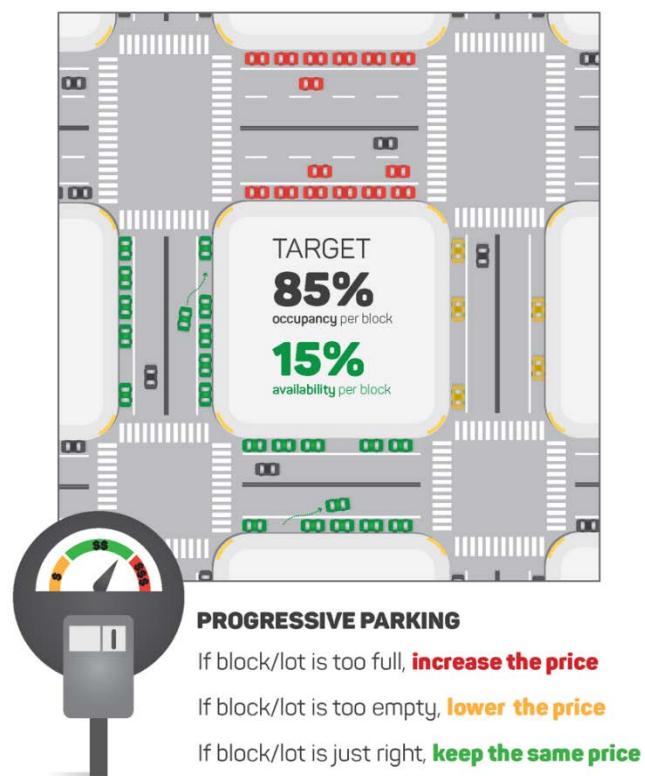 TARGET
85%
occupancy per block
15%
availability per block
$
$$
$$$
PROGRESSIVE PARKING
If block/lot is too full, increase the price
If block/lot is too empty, lower the price
If block/lot is just right, keep the same price